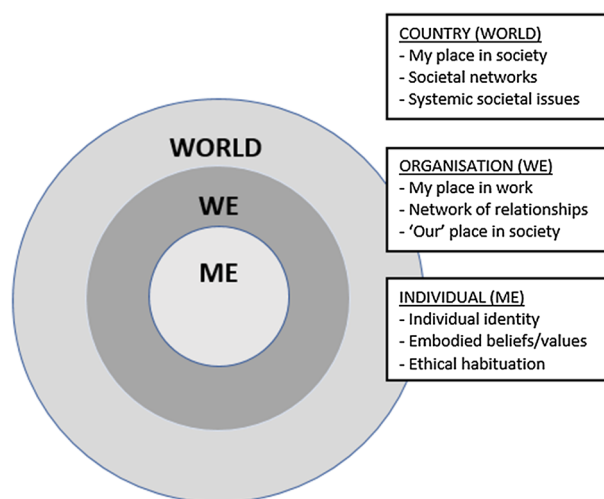 COUNTRY (WORLD)
- My place in society
- Societal networks
- Systemic societal issues
WORLD
ORGANISATION (WE)
- My place in work
- Network of relationships
- ‘Our’ place in society
WE
ME
INDIVIDUAL (ME)
- Individual identity
- Embodied beliefs/values
- Ethical habituation